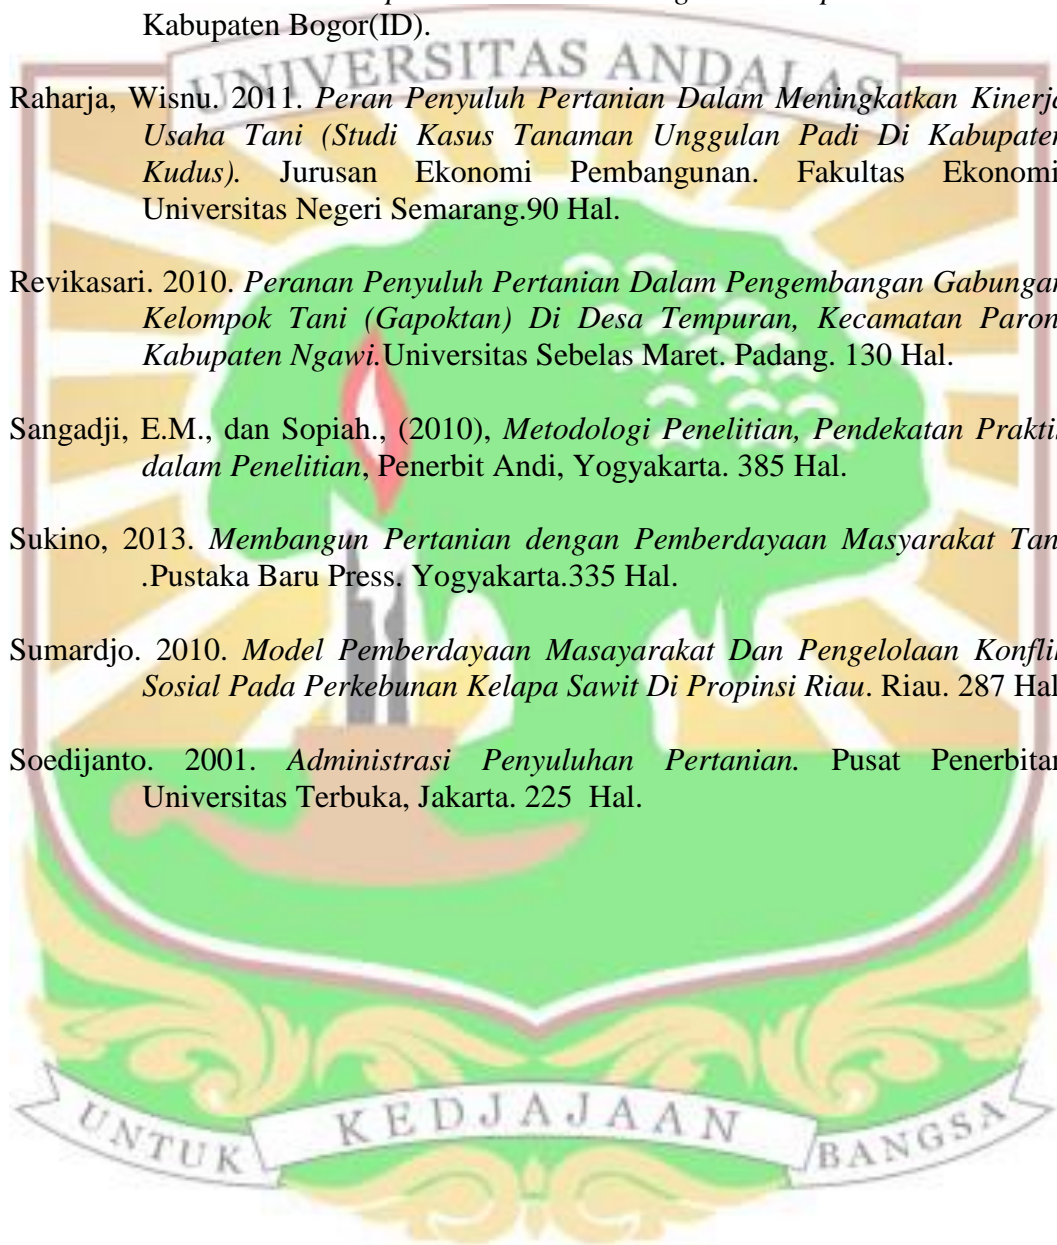 Kabupaten Bogor(ID).
UNIVERSITAS ANDALAS
Raharja, Wisnu. 2011. Peran Penyuluh Pertanian Dalam Meningkatkan Kinerja
Usaha Tani (Studi Kasus Tanaman Unggulan Padi Di Kabupaten
Kudus). Jurusan Ekonomi Pembangunan. Fakultas Ekonomi
Universitas Negeri Semarang.90 Hal.
Revikasari. 2010. Peranan Penyuluh Pertanian Dalam Pengembangan Gabungan
Kelompok Tani (Gapoktan) Di Desa Tempuran, Kecamatan Paron
Kabupaten Ngawi.Universitas Sebelas Maret. Padang. 130 Hal.
Sangadji, E.M., dan Sopiah., (2010), Metodologi Penelitian, Pendekatan Prakti
dalam Penelitian, Penerbit Andi, Yogyakarta. 385 Hal.
Sukino, 2013. Membangun Pertanian dengan Pemberdayaan Masyarakat Tan
.Pustaka Baru Press. Yogyakarta.335 Hal.
Sumardjo. 2010. Model Pemberdayaan Masayarakat Dan Pengelolaan Konfli
Sosial Pada Perkebunan Kelapa Sawit Di Propinsi Riau. Riau. 287 Hal
Soedijanto. 2001. Administrasi Penyuluhan Pertanian. Pusat Penerbitan
Universitas Terbuka, Jakarta. 225 Hal.
UNTUK KEDJAJAAN BANGSA